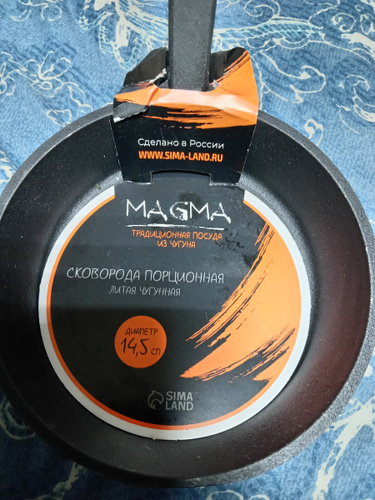 Сделано в России
WWW.SIMA-LAND.RU
MAGMA
ТРАДИЦИОННАЯ ПОСУДА
ИЗ ЧУГУНА
СКОВОРОДА ПОРЦИОННАЯ
ЛИТАЯ ЧУГУННАЯ
ДИАМЕТР
14,5 СМ
SIMA
LAND